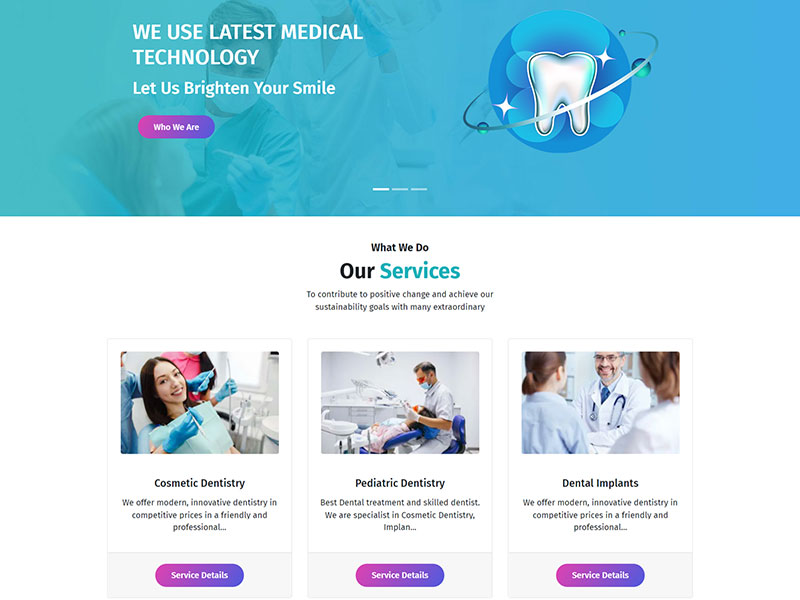 WE USE LATEST MEDICAL
TECHNOLOGY
Let Us Brighten Your Smile
Who We Are
What We Do
Our Services
To contribute to positive change and achieve our
sustainability goals with many extraordinary
Cosmetic Dentistry
We offer modern, innovative dentistry in
competitive prices in a friendly and
professional...
Service Details
Pediatric Dentistry
Best Dental treatment and skilled dentist.
We are specialist in Cosmetic Dentistry,
Implan...
Service Details
Dental Implants
We offer modern, innovative dentistry in
competitive prices in a friendly and
professional...
Service Details